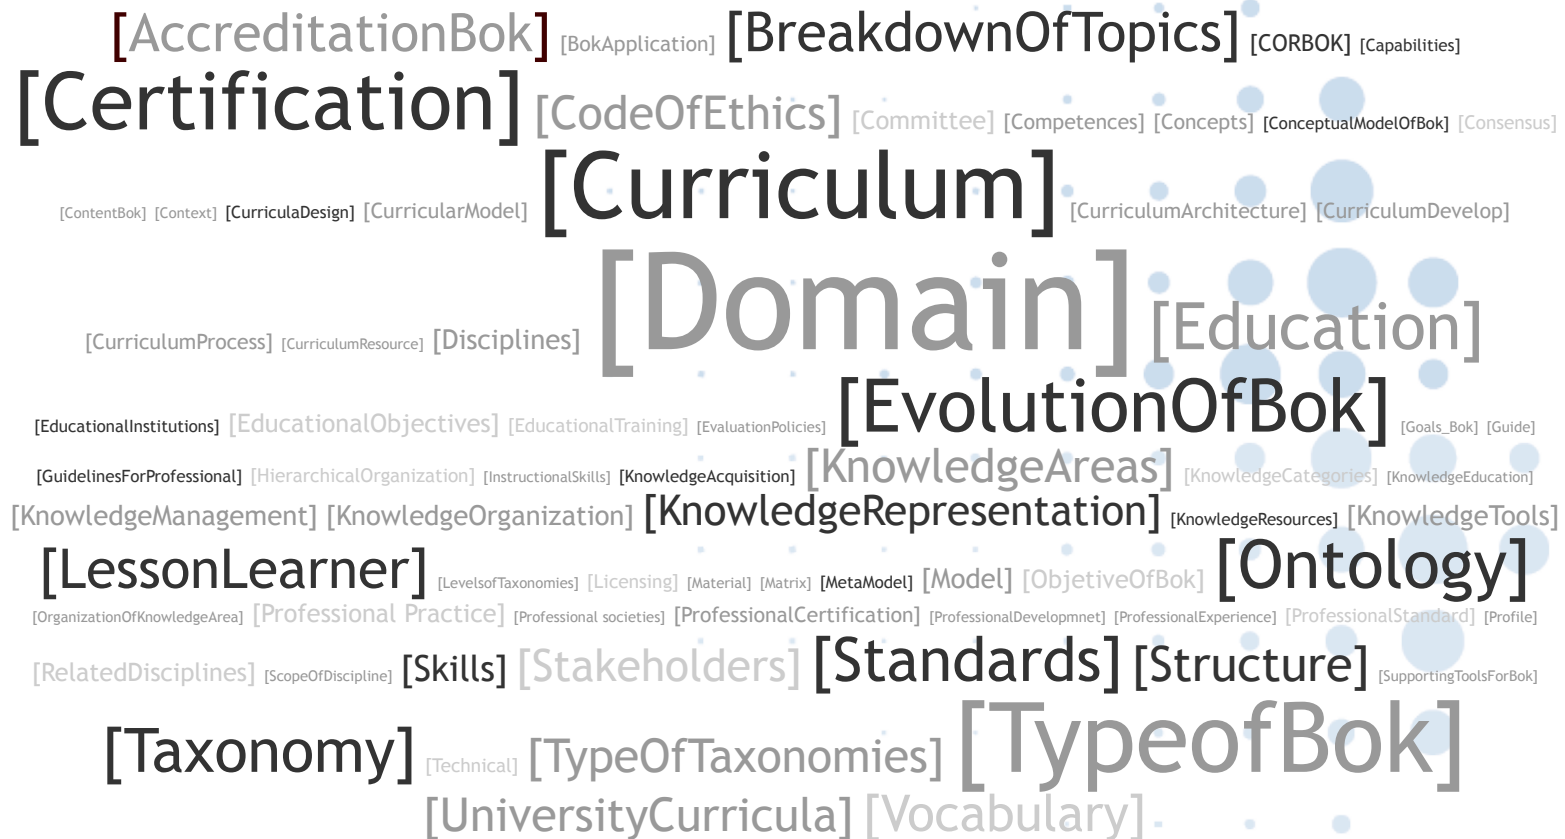 [AccreditationBok] [BokApplication] [BreakdownOfTopics] [CORBOK] [Capabilities]
[Certification] [CodeOfEthics] [Committee] [Competences] [Concepts] [ConceptualModelOfBok] [Consensus]
[ContentBok] [Context] [CurriculaDesign] [CurricularModel] [Curriculum] [CurriculumArchitecture] [CurriculumDevelop]
[CurriculumProcess] [CurriculumResource] [Disciplines] [Domain] [Education]
[EducationalInstitutions] [EducationalObjectives] [EducationalTraining] [EvaluationPolicies] [EvolutionOfBok] [Goals_Bok] [Guide]
[GuidelinesForProfessional] [HierarchicalOrganization] [InstructionalSkills] [KnowledgeAcquisition] [KnowledgeAreas] [KnowledgeCategories] [KnowledgeEducation]
[KnowledgeManagement] [KnowledgeOrganization] [KnowledgeRepresentation] [KnowledgeResources] [KnowledgeTools]
[LessonLearner] [LevelsofTaxonomies] [Licensing] [Material] [Matrix] [MetaModel] [Model] [ObjetiveOfBok] [Ontology]
[OrganizationOfKnowledgeArea] [Professional Practice] [Professional societies] [ProfessionalCertification] [ProfessionalDevelopmnet] [ProfessionalExperience] [ProfessionalStandard] [Profile]
[RelatedDisciplines] [ScopeOfDiscipline] [Skills] [Stakeholders] [Standards] [Structure] [SupportingToolsForBok]
[Taxonomy] [Technical] [TypeOfTaxonomies] [TypeofBok]
[UniversityCurricula] [Vocabulary]